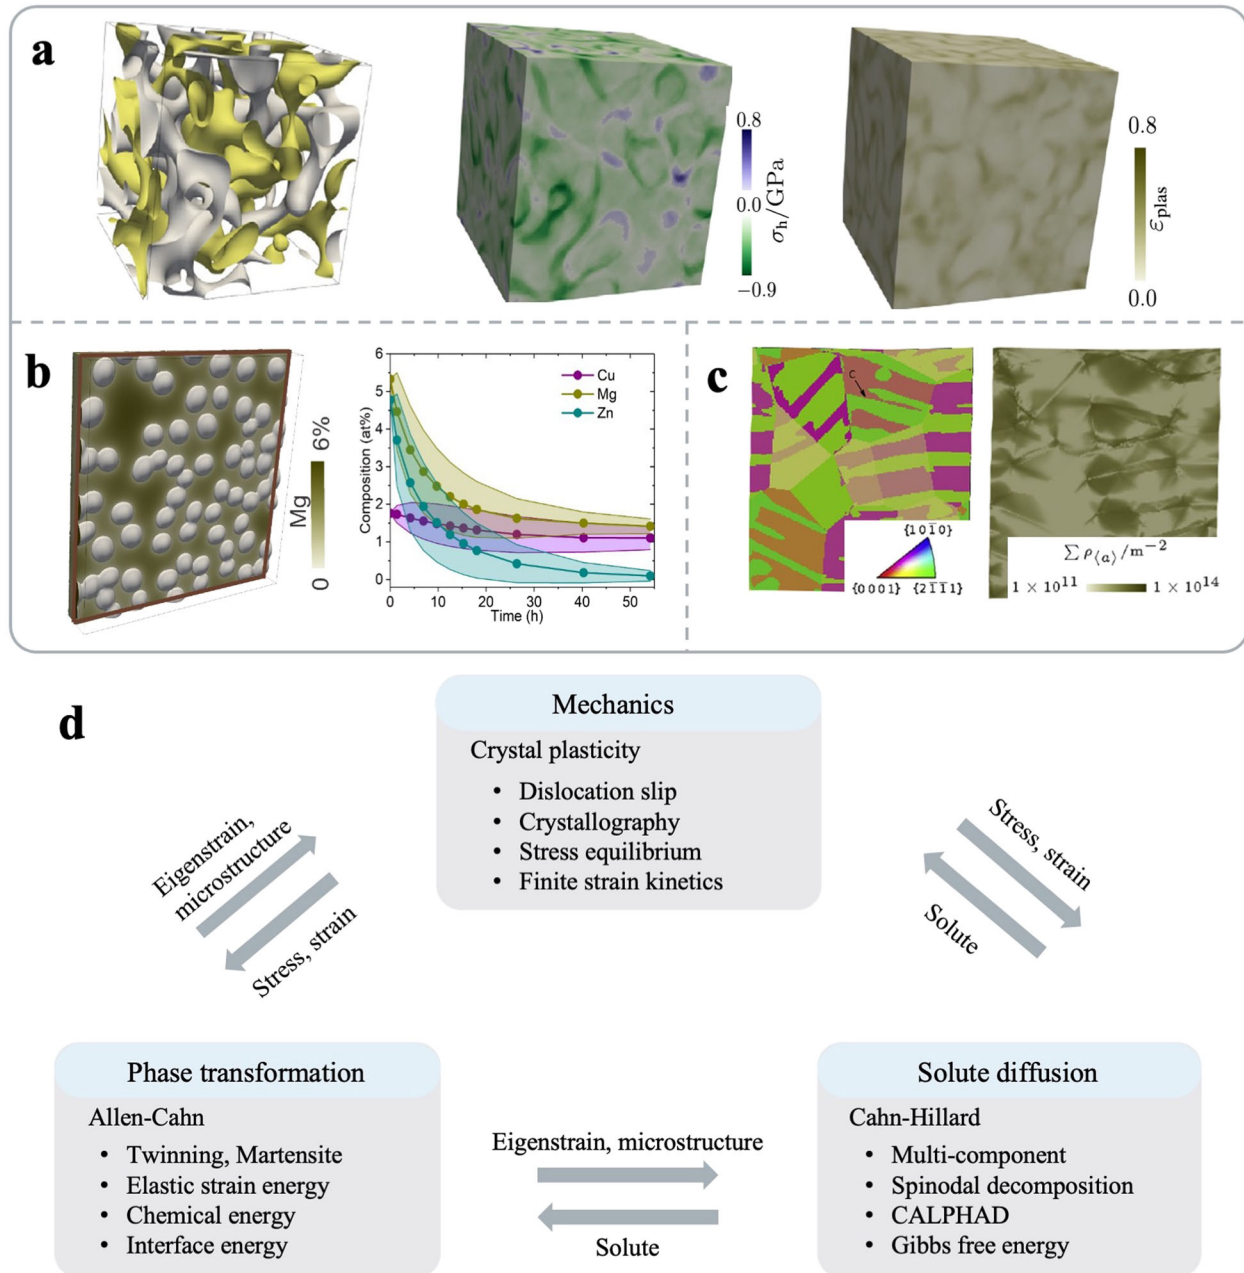 a
0.8
0.0
−0.9
σh/GPa
0.8
0.0
εplas
b
6%
Mg
0
6
5
4
3
2
1
0
Composition (at%)
Cu
Mg
Zn
0 10 20 30 40 50
Time (h)
c
C
{101̄0}
{0001} {21̄1̄1}
∑ρ⟨a⟩/m−2
1 × 10^11 1 × 10^14
d
Mechanics
Crystal plasticity
• Dislocation slip
• Crystallography
• Stress equilibrium
• Finite strain kinetics
Eigenstrain,
microstructure
Stress, strain
Stress, strain
Solute
Phase transformation
Allen-Cahn
• Twinning, Martensite
• Elastic strain energy
• Chemical energy
• Interface energy
Eigenstrain, microstructure
Solute
Solute diffusion
Cahn-Hillard
• Multi-component
• Spinodal decomposition
• CALPHAD
• Gibbs free energy